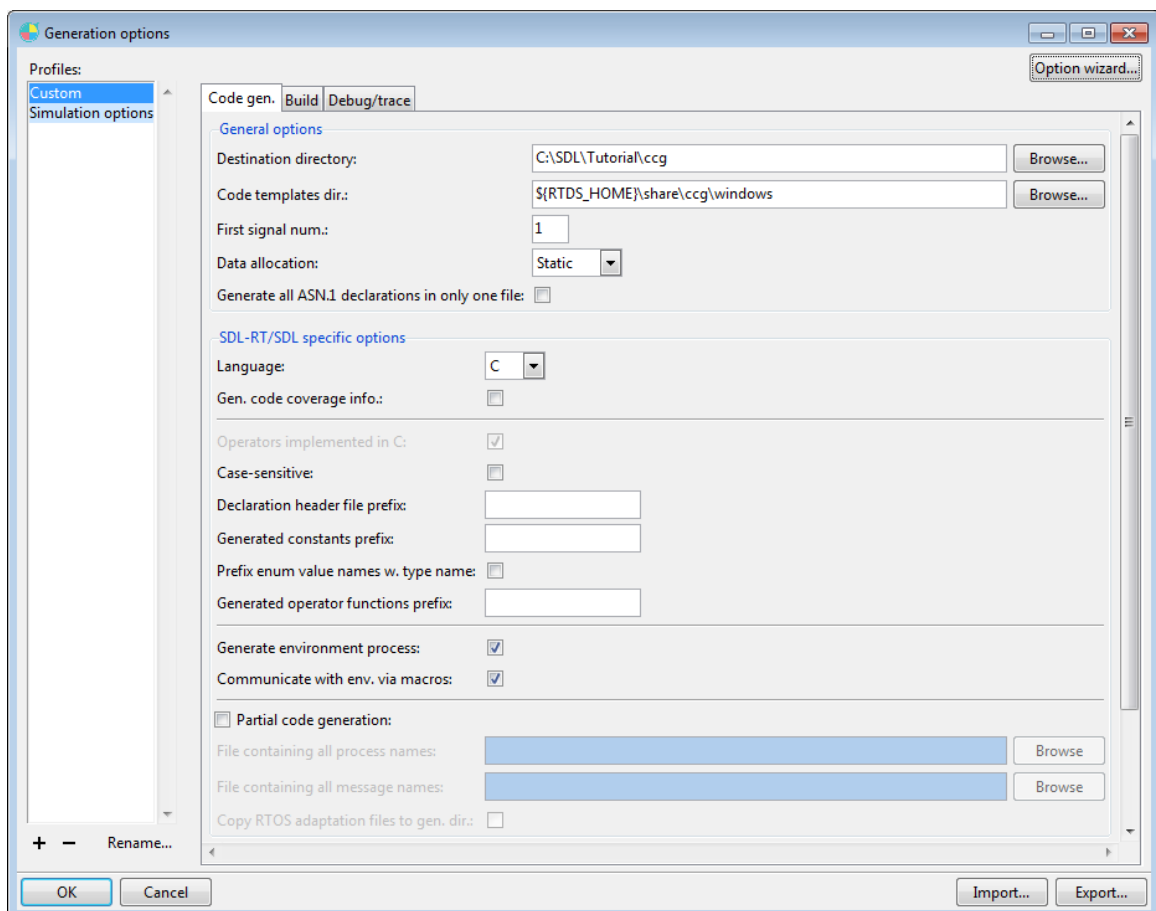 Generation options
Profiles:
Option wizard...
Custom
Simulation options
Code gen. Build Debug/trace
General options
Destination directory: C:\SDL\Tutorial\ccg Browse...
Code templates dir.: ${RTDS_HOME}\share\ccg\windows Browse...
First signal num.: 1
Data allocation: Static
Generate all ASN.1 declarations in only one file:
SDL-RT/SDL specific options
Language: C
Gen. code coverage info.:
Operators implemented in C:
Case-sensitive:
Declaration header file prefix:
Generated constants prefix:
Prefix enum value names w. type name:
Generated operator functions prefix:
Generate environment process:
Communicate with env. via macros:
Partial code generation:
File containing all process names: Browse
File containing all message names: Browse
Copy RTOS adaptation files to gen. dir.:
+ − Rename...
OK Cancel Import... Export...